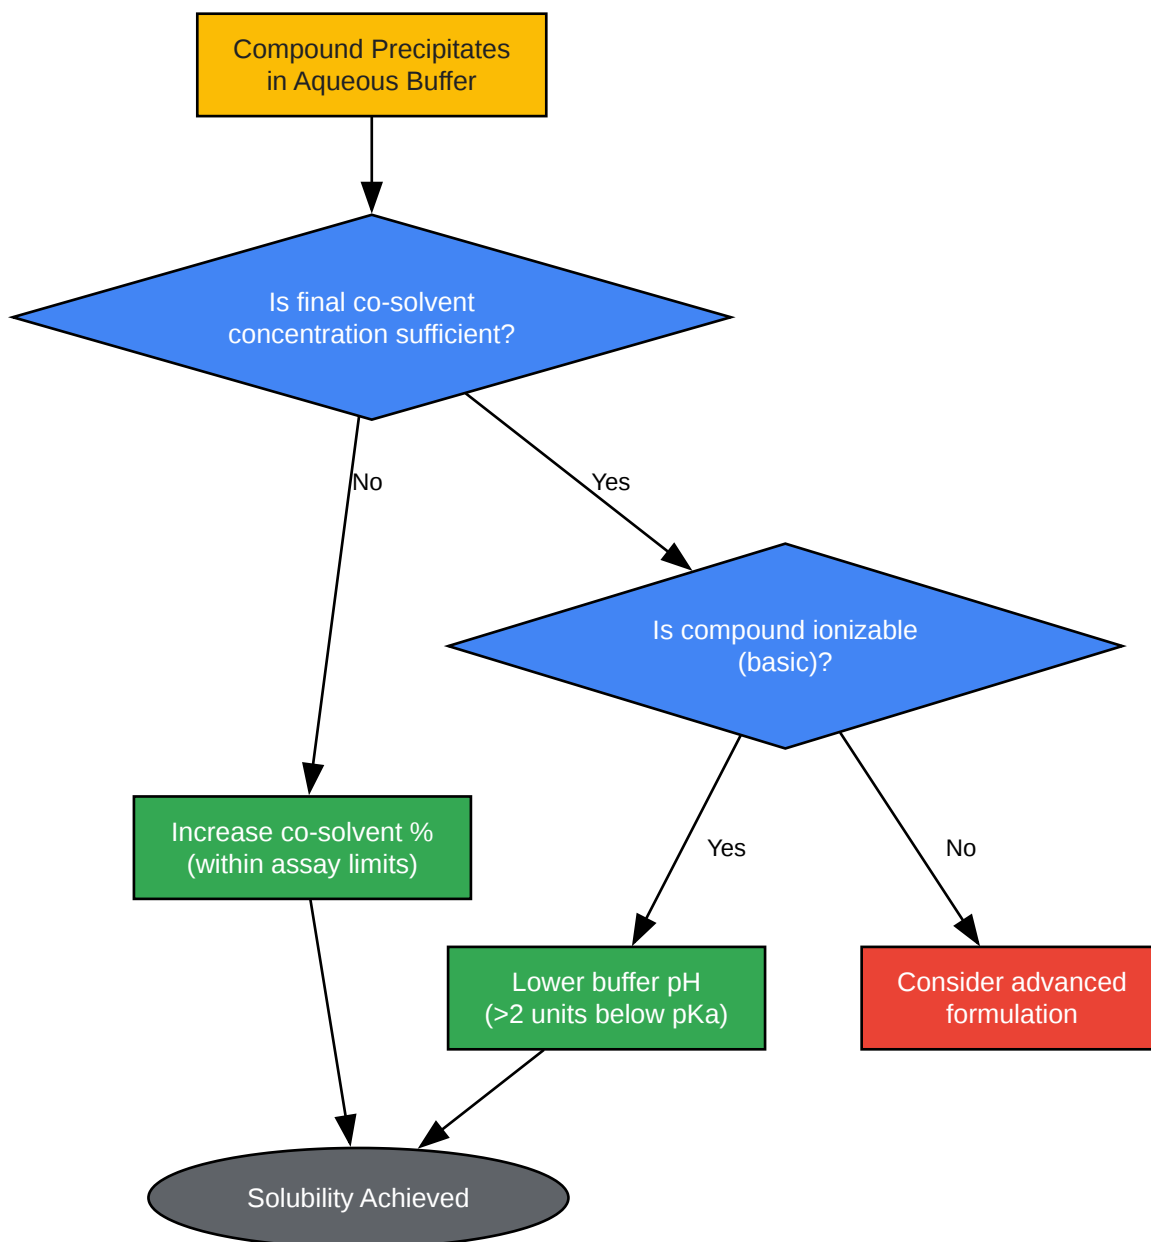 Compound Precipitates
in Aqueous Buffer
Is final co-solvent
concentration sufficient?
No
Yes
Is compound ionizable
(basic)?
Increase co-solvent %
(within assay limits)
Yes
No
Lower buffer pH
(>2 units below pKa)
Consider advanced
formulation
Solubility Achieved